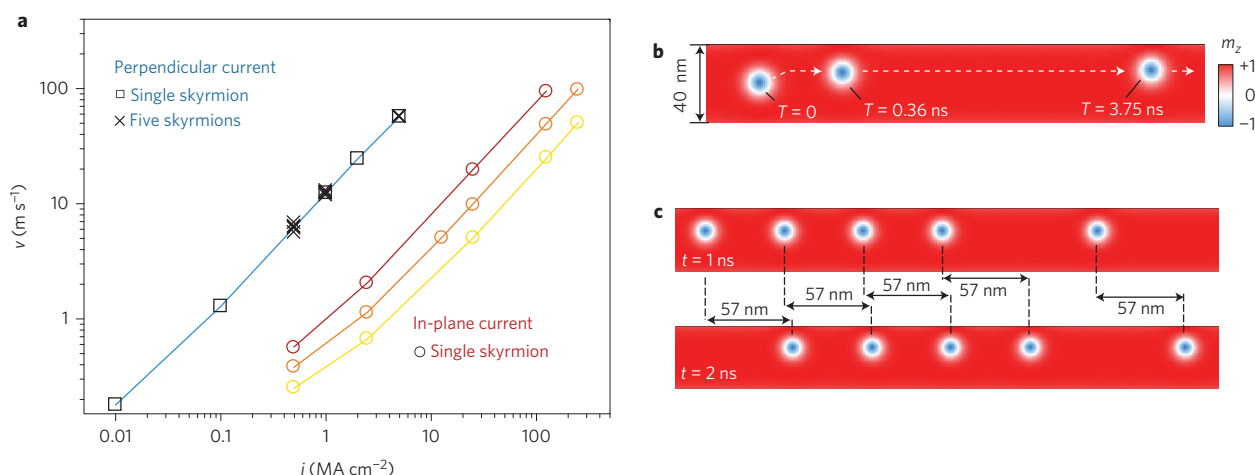 a
100
10
1
v (m s⁻¹)
0.01
0.1
1
10
100
j (MA cm⁻²)
Perpendicular current
Single skyrmion
Five skyrmions
In-plane current
Single skyrmion
b
40 nm
T = 0
T = 0.36 ns
T = 3.75 ns
m_z
+1
0
−1
c
t = 1 ns
57 nm
57 nm
57 nm
57 nm
57 nm
t = 2 ns